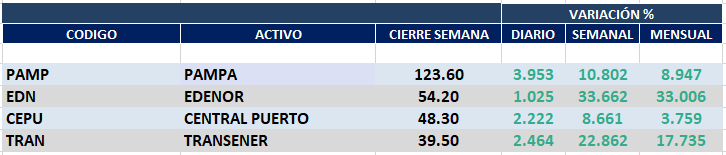 VARIACIÓN %
CODIGO ACTIVO CIERRE SEMANA DIARIO SEMANAL MENSUAL
PAMP PAMPA 123.60 3.953 10.802 8.947
EDN EDENOR 54.20 1.025 33.662 33.006
CEPU CENTRAL PUERTO 48.30 2.222 8.661 3.759
TRAN TRANSENER 39.50 2.464 22.862 17.735